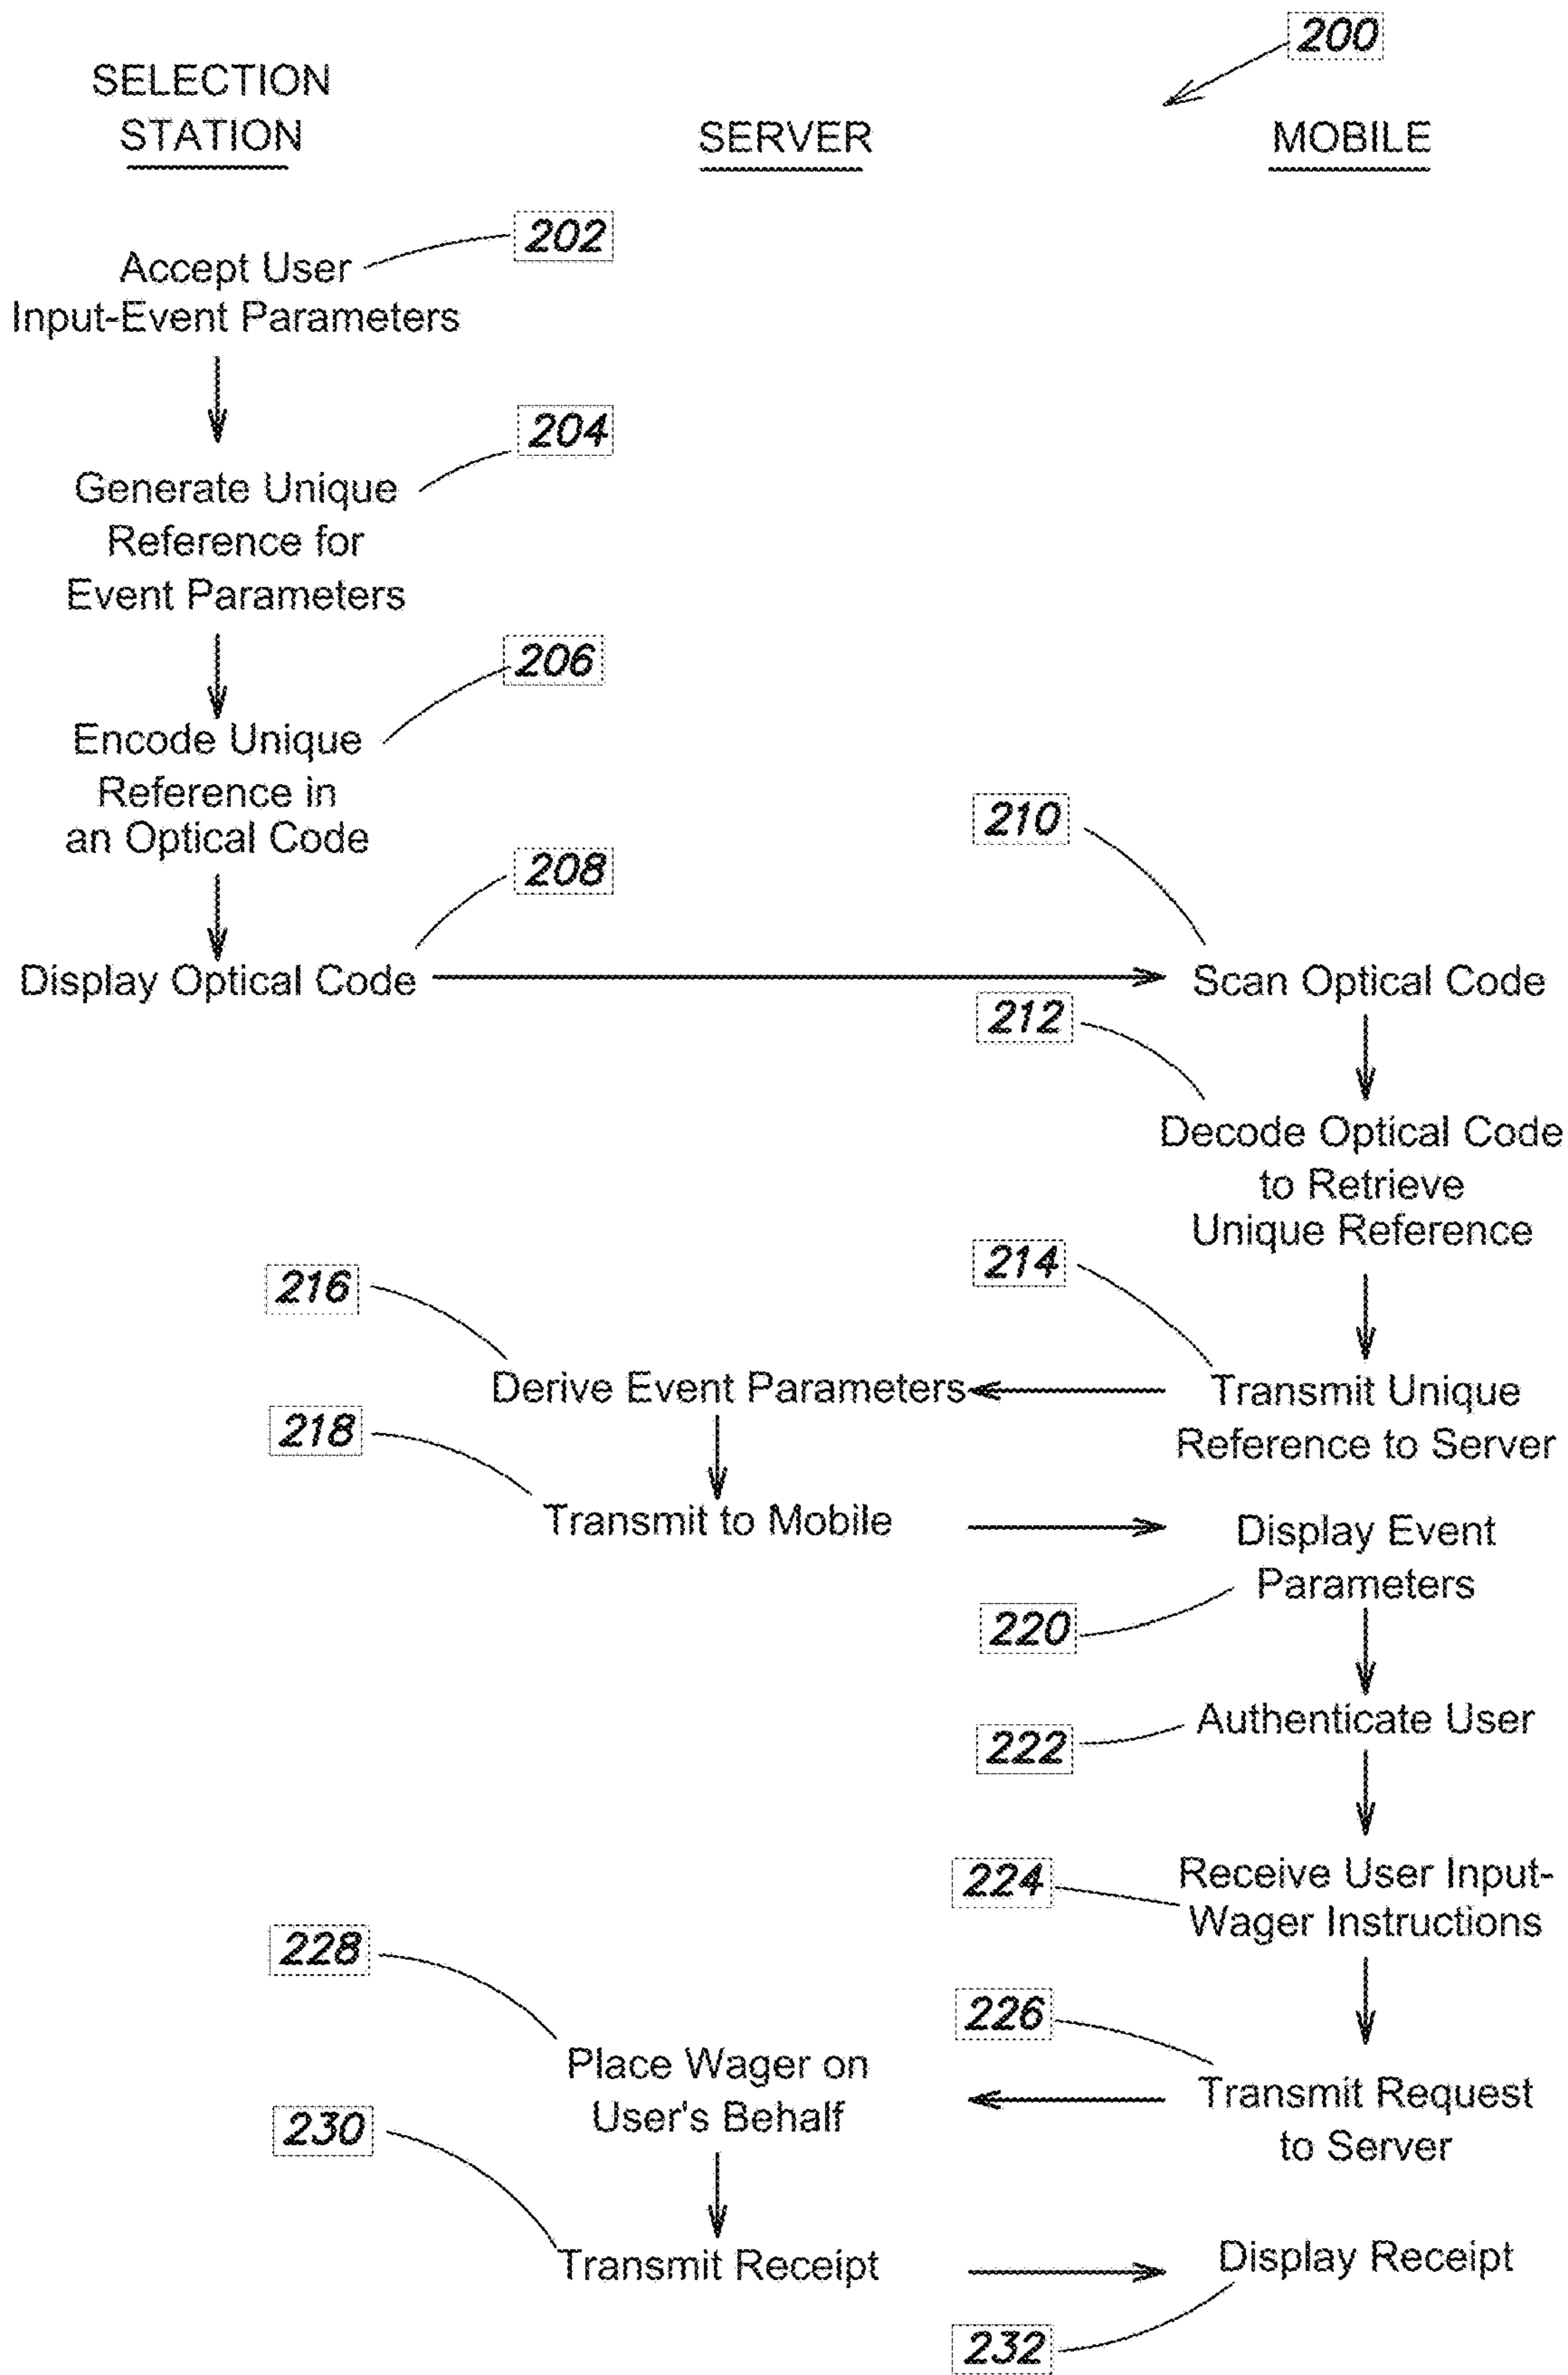 200
SELECTION
STATION
SERVER
MOBILE
202
Accept User
Input-Event Parameters
204
Generate Unique
Reference for
Event Parameters
206
Encode Unique
Reference in
an Optical Code
208
Display Optical Code
210
Scan Optical Code
212
Decode Optical Code
to Retrieve
Unique Reference
214
Transmit Unique
Reference to Server
216
Derive Event Parameters
218
Transmit to Mobile
Display Event
Parameters
220
Authenticate User
222
224
Receive User Input-
Wager Instructions
226
Transmit Request
to Server
228
Place Wager on
User's Behalf
230
Transmit Receipt
Display Receipt
232